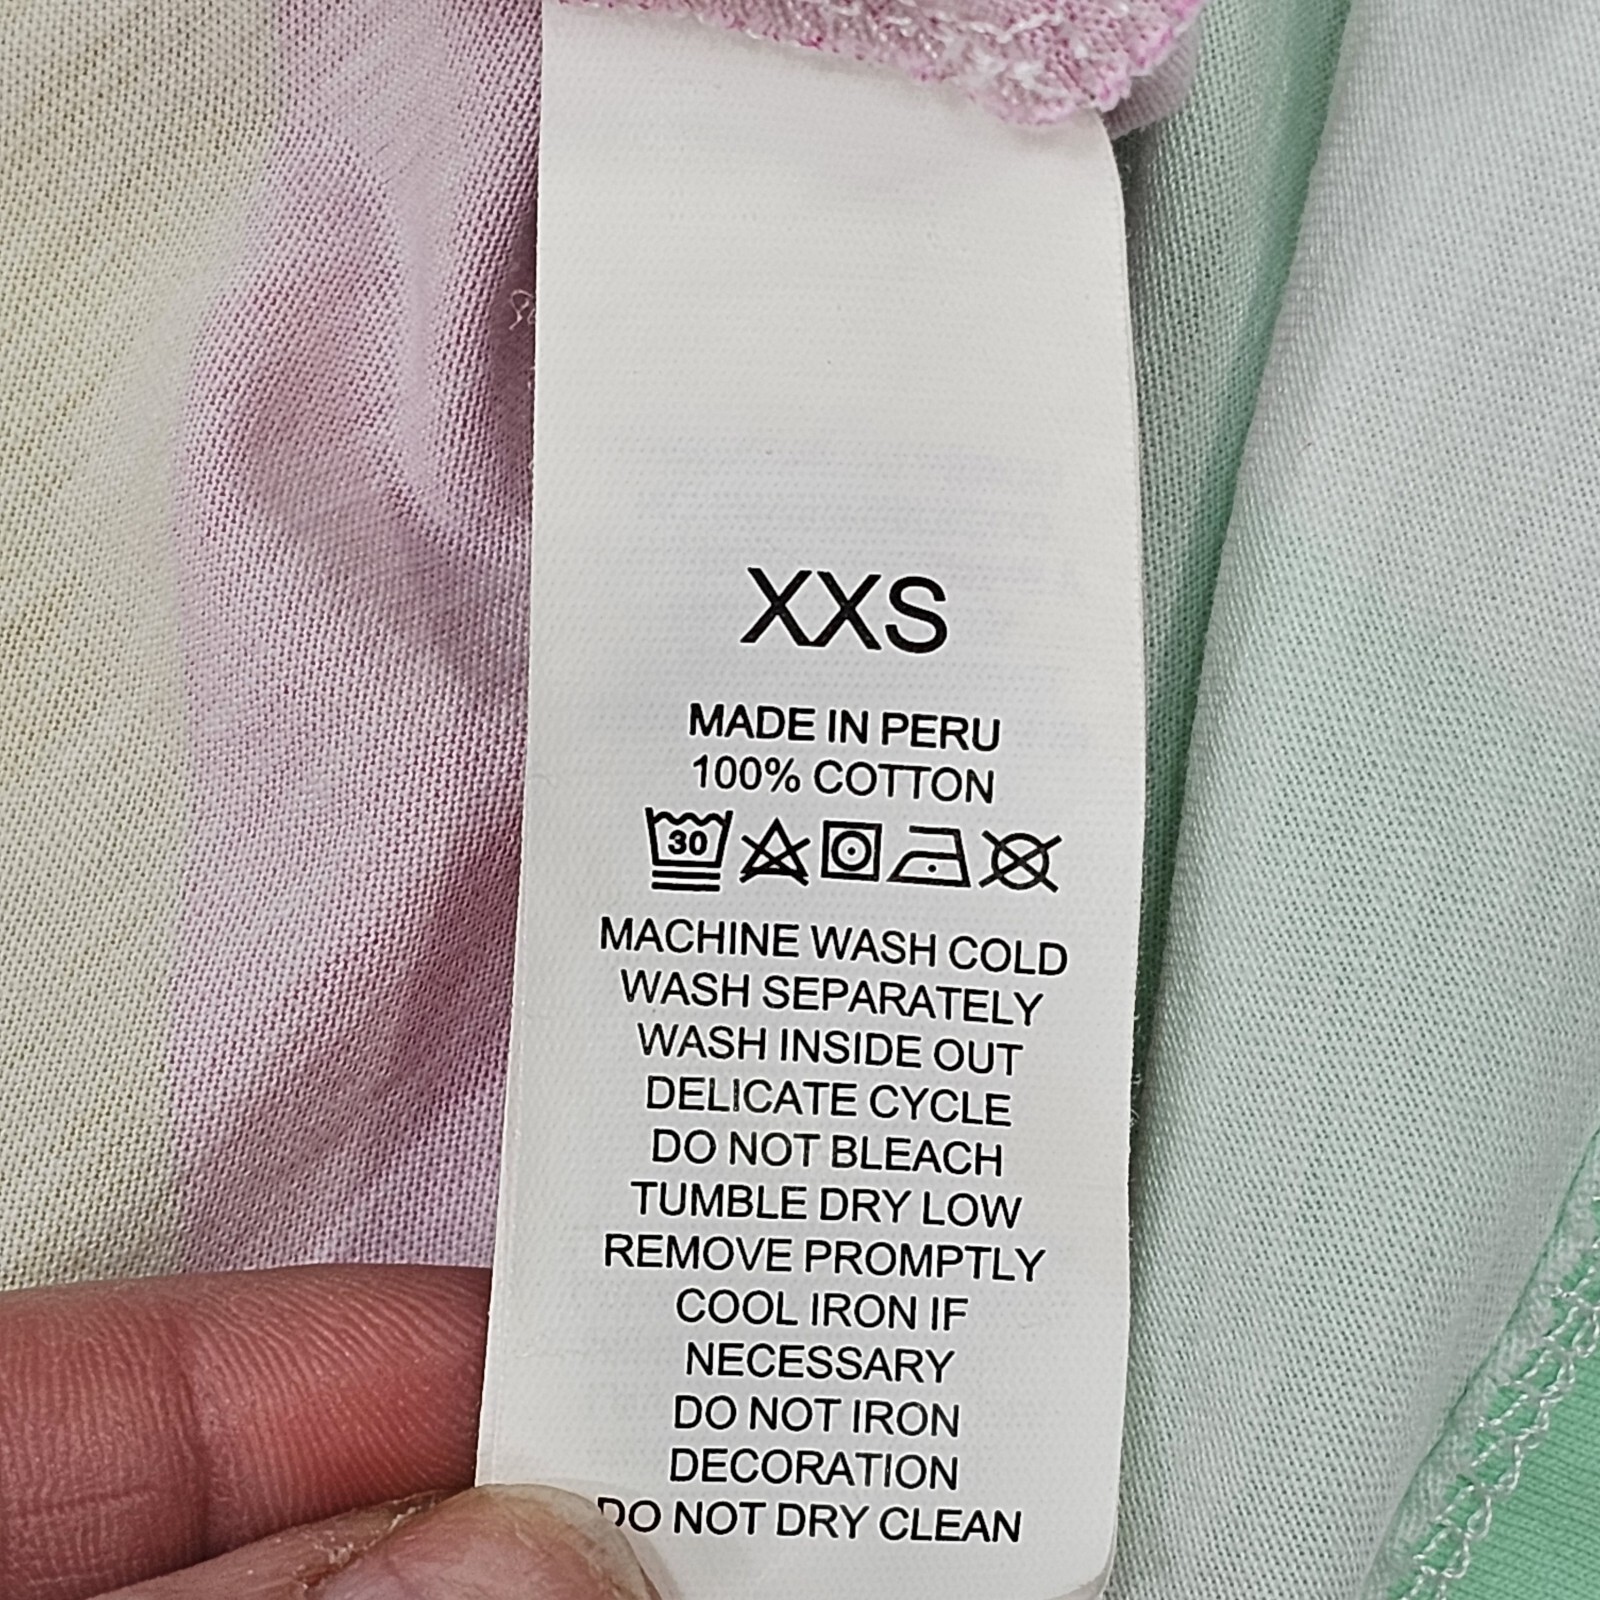 XXS
MADE IN PERU
100% COTTON
30
MACHINE WASH COLD
WASH SEPARATELY
WASH INSIDE OUT
DELICATE CYCLE
DO NOT BLEACH
TUMBLE DRY LOW
REMOVE PROMPTLY
COOL IRON IF
NECESSARY
DO NOT IRON
DECORATION
DO NOT DRY CLEAN